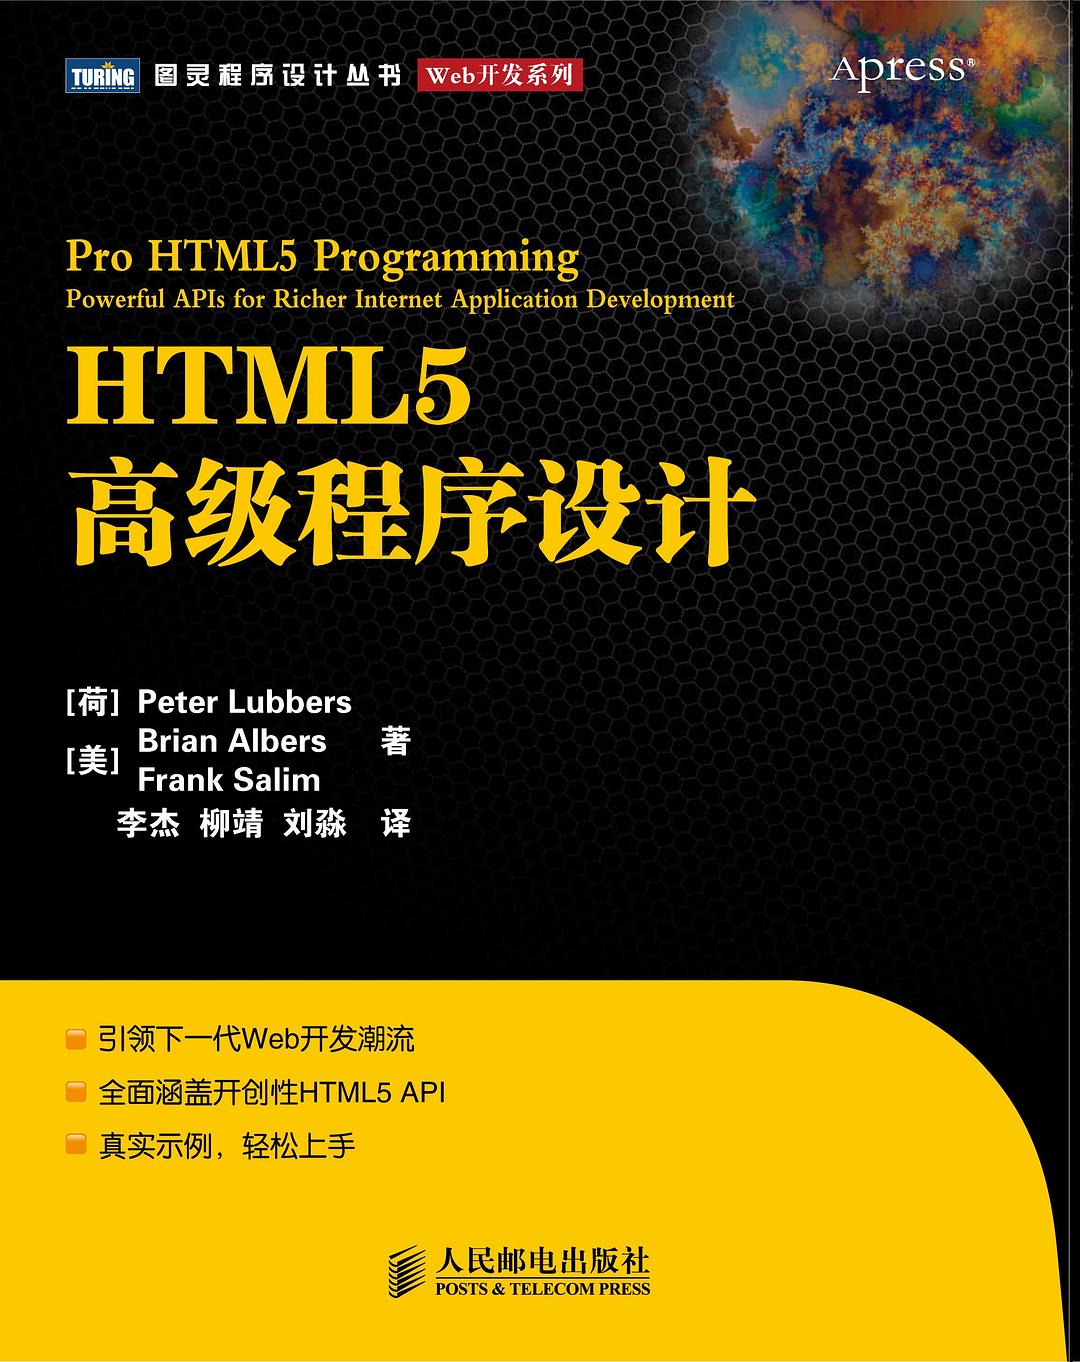 TURING 图灵程序设计丛书 Web开发系列
Apress®
Pro HTML5 Programming
Powerful APIs for Richer Internet Application Development
HTML5
高级程序设计
[荷] Peter Lubbers
[美] Brian Albers 著
Frank Salim
李杰 柳靖 刘淼 译
引领下一代Web开发潮流
全面涵盖开创性HTML5 API
真实示例，轻松上手
人民邮电出版社
POSTS & TELECOM PRESS